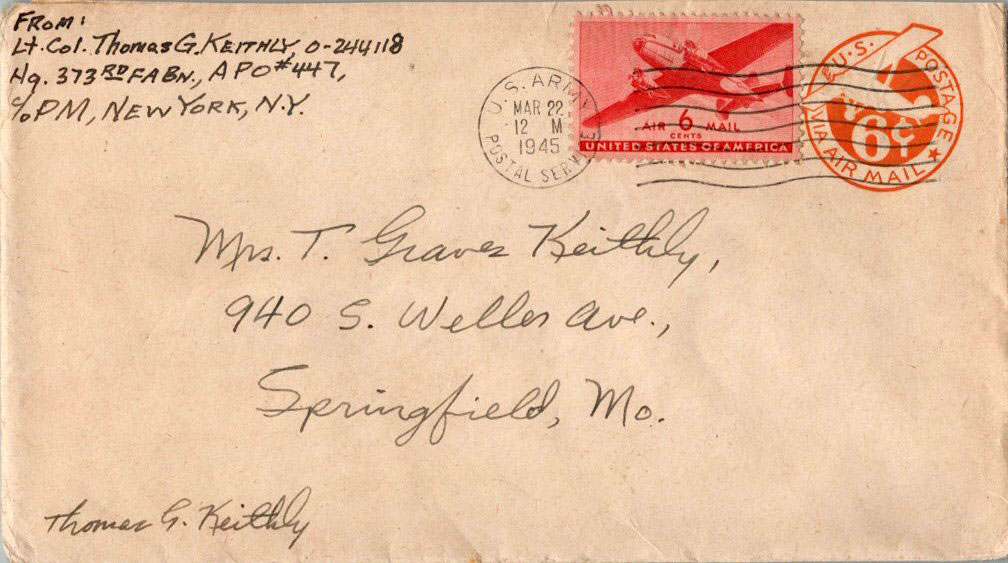 FROM:
Lt. Col. Thomas G. KEITHLY, O-244118
Hq. 373RD FA BN., APO #447,
℅ PM, NEW YORK, N.Y.
U.S. ARMY
MAR 22
12 M
1945
POSTAL SERV
AIR 6 MAIL
CENTS
UNITED STATES OF AMERICA
U.S. POSTAGE
6¢
VIA AIR MAIL
Mrs. T. Graves Keithly,
940 S. Weller Ave.,
Springfield, Mo.
Thomas G. Keithly